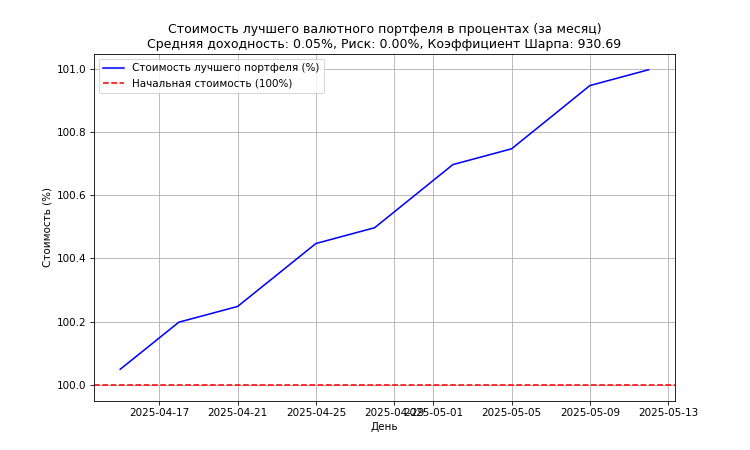 Стоимость лучшего валютного портфеля в процентах (за месяц)
Средняя доходность: 0.05%, Риск: 0.00%, Коэффициент Шарпа: 930.69
Стоимость лучшего портфеля (%)
Начальная стоимость (100%)
Стоимость (%)
101.0
100.8
100.6
100.4
100.2
100.0
2025-04-17 2025-04-21 2025-04-25 2025-04-29 2025-05-01 2025-05-05 2025-05-09 2025-05-13
День